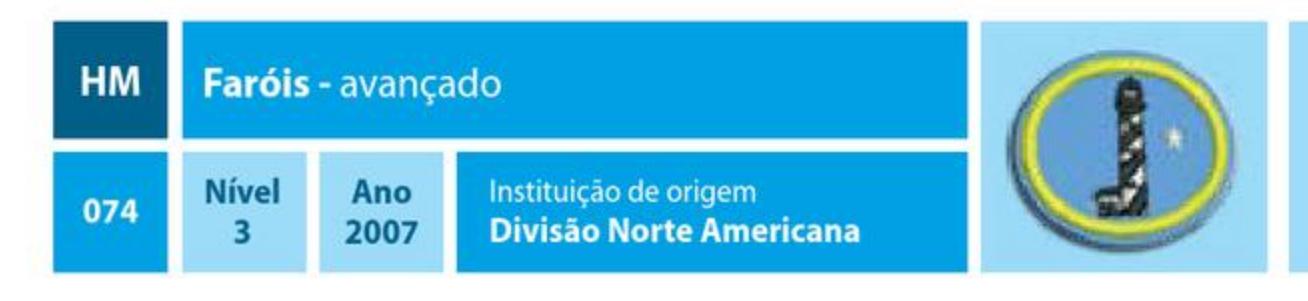 HM
Faróis - avançado
074
Nível
3
Ano
2007
Instituição de origem
Divisão Norte Americana